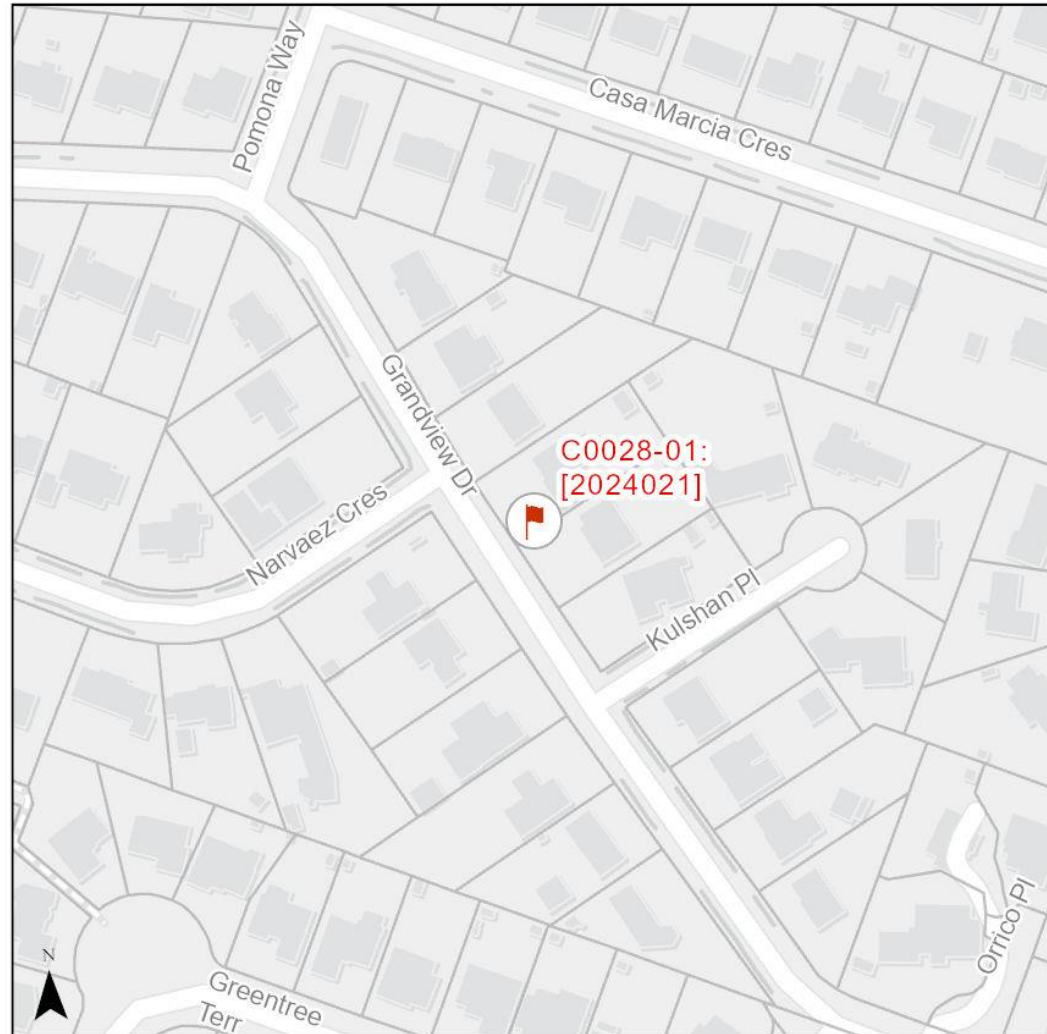 Pomona Way
Casa Marcia Cres
Grandview Dr
C0028-01:
[2024021]
Narvaez Cres
Kulshan Pl
Orrico Pl
N
Greentree
Terr